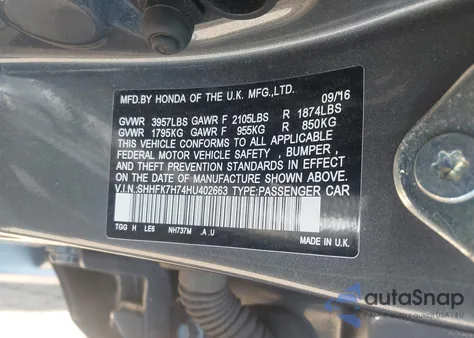 MFD.BY HONDA OF THE U.K. MFG.,LTD. 09/16
GVWR 3957LBS GAWR F 2105LBS R 1874LBS
GVWR 1795KG GAWR F 955KG R 850KG
THIS VEHICLE CONFORMS TO ALL APPLICABLE
FEDERAL MOTOR VEHICLE SAFETY , BUMPER ,
AND THEFT PREVENTION STANDARDS IN EFFECT ON
THE DATE OF MANUFACTURE SHOWN ABOVE.
V.I.N:SHHFK7H74HU402663 TYPE:PASSENGER CAR
TGG H LE6 NH737M .A .U
MADE IN U.K.
autoSnap